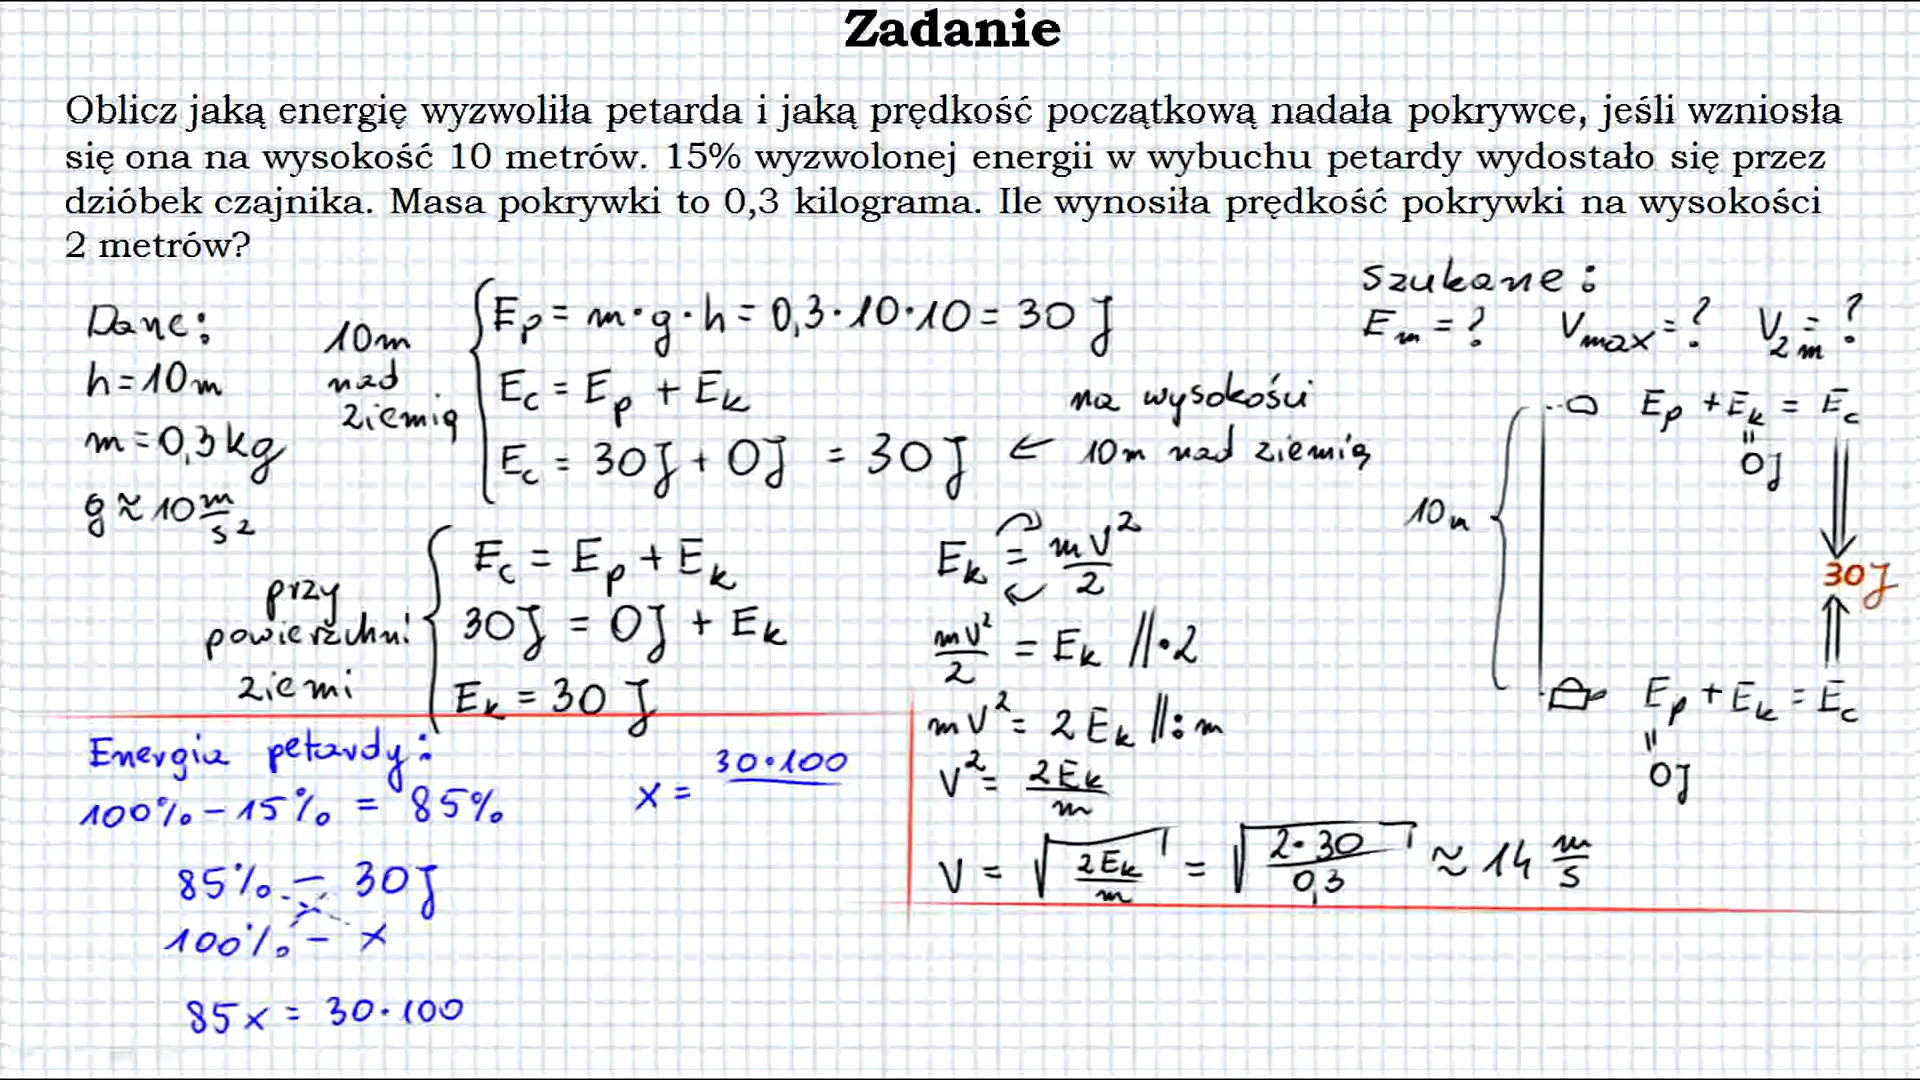 Zadanie
Oblicz jaką energię wyzwoliła petarda i jaką prędkość początkową nadała pokrywce, jeśli wzniosła
się ona na wysokość 10 metrów. 15% wyzwolonej energii w wybuchu petardy wydostało się przez
dzióbek czajnika. Masa pokrywki to 0,3 kilograma. Ile wynosiła prędkość pokrywki na wysokości
2 metrów?
Dane:
h=10m
m=0,3kg
g≈10 m/s²
10m
nad
ziemią
Ep = m·g·h = 0,3·10·10 = 30 J
Ec = Ep + Ek
Ec = 30J + 0J = 30J
← na wysokości
10m nad ziemią
Szukane:
Em = ? Vmax = ? V2m = ?
Ep + Ek = Ec
"
0J
10m
30J
Ep + Ek = Ec
"
0J
przy
powierzchni
ziemi
Ec = Ep + Ek
30J = 0J + Ek
Ek = 30 J
Ek = mv²/2
mv²/2 = Ek //·2
mv² = 2Ek //:m
v² = 2Ek/m
v = √(2Ek/m) = √(2·30/0,3) ≈ 14 m/s
Energia petardy:
100% - 15% = 85%
85% - 30J
100% - x
85x = 30·100
x = 30·100